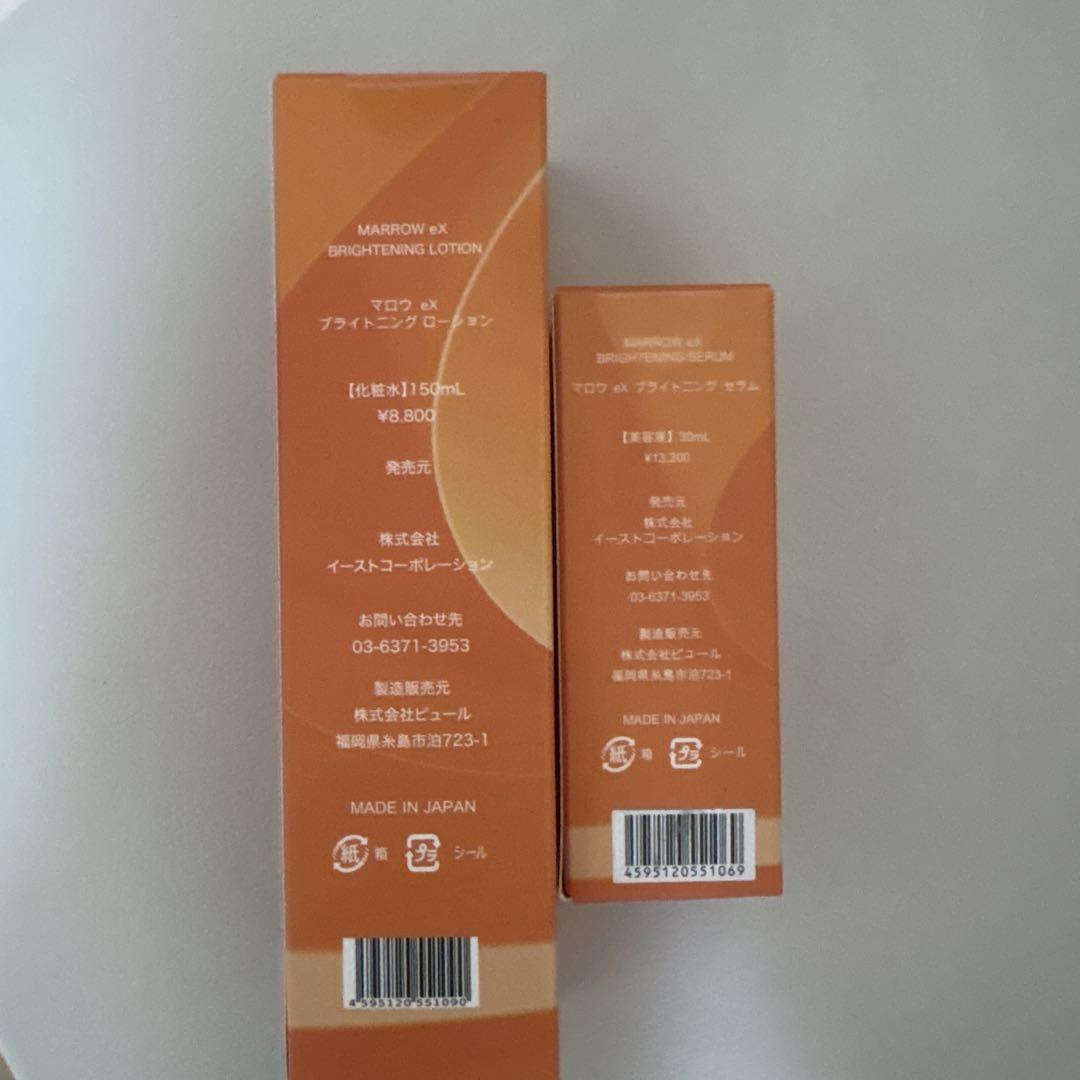 MARROW eX
BRIGHTENING LOTION
マロウ eX
ブライトニング ローション
【化粧水】150mL
¥8,800
発売元
株式会社
イーストコーポレーション
お問い合わせ先
03-6371-3953
製造販売元
株式会社ピュール
福岡県糸島市泊723-1
MADE IN JAPAN
紙 箱 プラ シール
4 595120 551090
MARROW eX
BRIGHTENING SERUM
マロウ eX ブライトニング セラム
【美容液】 30mL
¥13,200
発売元
株式会社
イーストコーポレーション
お問い合わせ先
03-6371-3953
製造販売元
株式会社ピュール
福岡県糸島市泊723-1
MADE IN JAPAN
紙 箱 プラ シール
4595120551069